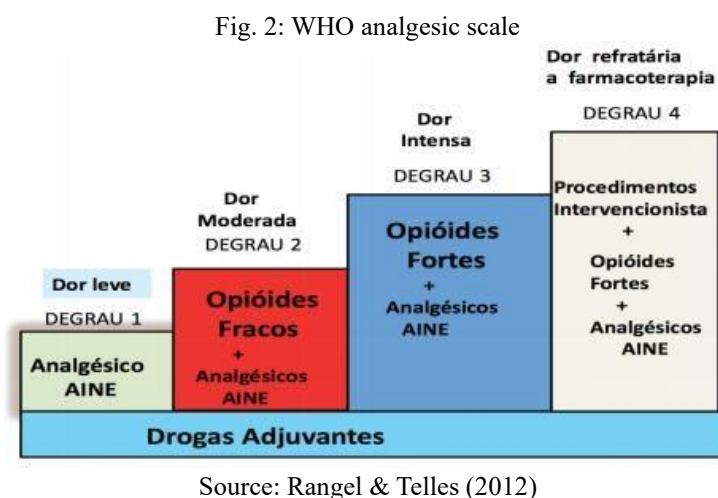 Fig. 2: WHO analgesic scale
Dor leve
DEGRAU 1
Analgésico
AINE
Dor
Moderada
DEGRAU 2
Opióides
Fracos
+
Analgésicos
AINE
Dor
Intensa
DEGRAU 3
Opióides
Fortes
+
Analgésicos
AINE
Dor refratária
a farmacoterapia
DEGRAU 4
Procedimentos
Intervencionista
+
Opióides
Fortes
+
Analgésicos
AINE
Drogas Adjuvantes
Source: Rangel & Telles (2012)